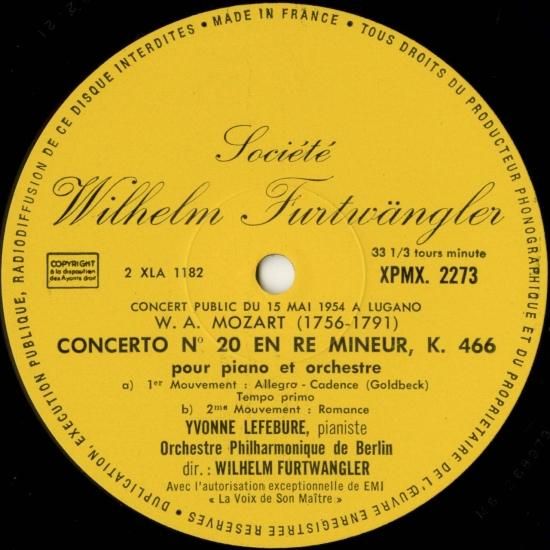 DUPLICATION, EXECUTION PUBLIQUE, RADIODIFFUSION DE CE DISQUE INTERDITES • MADE IN FRANCE • TOUS DROITS DU PRODUCTEUR PHONOGRAPHIQUE ET DU PROPRIETAIRE DE L'ŒUVRE ENREGISTREE RESERVES •
Société
Wilhelm Furtwängler
33 1/3 tours minute
COPYRIGHT
à la disposition
des Ayants droit
2 XLA 1182
XPMX. 2273
CONCERT PUBLIC DU 15 MAI 1954 A LUGANO
W. A. MOZART (1756-1791)
CONCERTO N° 20 EN RE MINEUR, K. 466
pour piano et orchestre
a) 1er Mouvement : Allegro - Cadence (Goldbeck)
Tempo primo
b) 2me Mouvement : Romance
YVONNE LEFEBURE, pianiste
Orchestre Philharmonique de Berlin
dir. : WILHELM FURTWANGLER
Avec l'autorisation exceptionnelle de EMI
« La Voix de Son Maître »